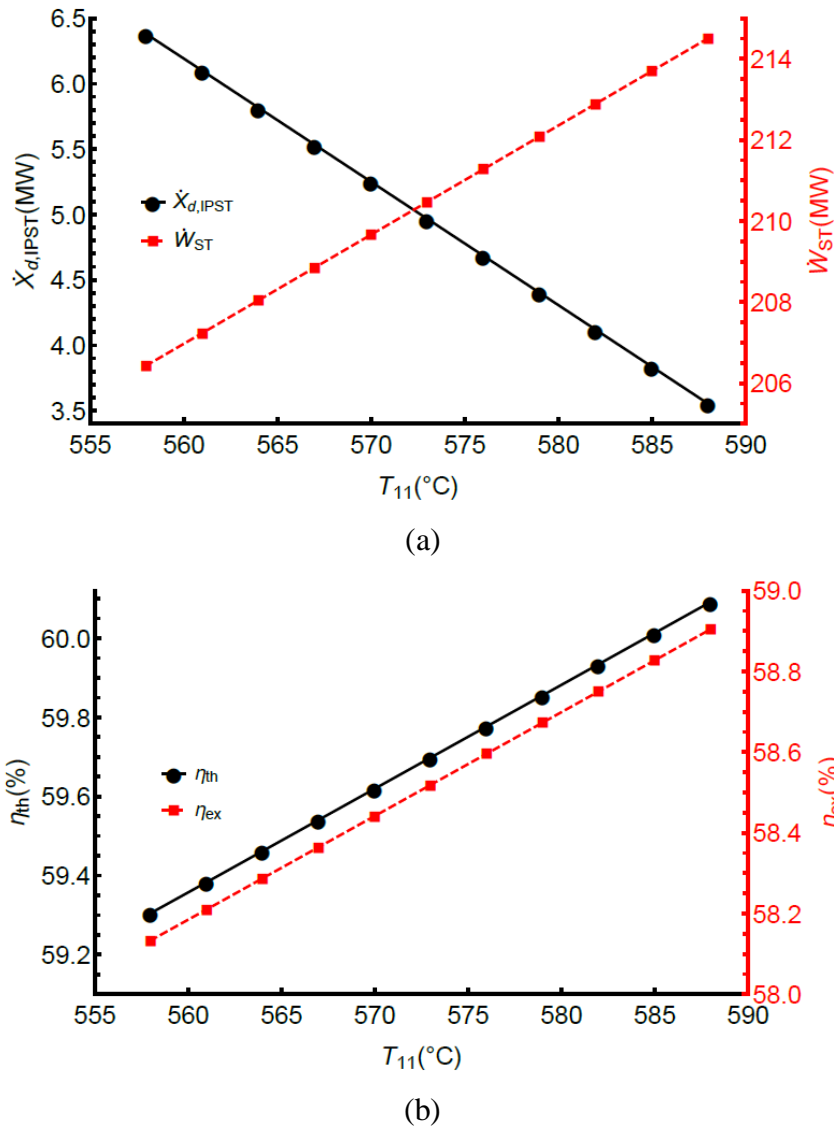 6.5
6.0
5.5
5.0
4.5
4.0
3.5
Ẋd,IPST(MW)
Ẋd,IPST
ẆST
214
212
210
208
206
ẆST(MW)
555 560 565 570 575 580 585 590
T11(°C)
(a)
60.0
59.8
59.6
59.4
59.2
ηth(%)
ηth
ηex
59.0
58.8
58.6
58.4
58.2
58.0
ηex(%)
555 560 565 570 575 580 585 590
T11(°C)
(b)